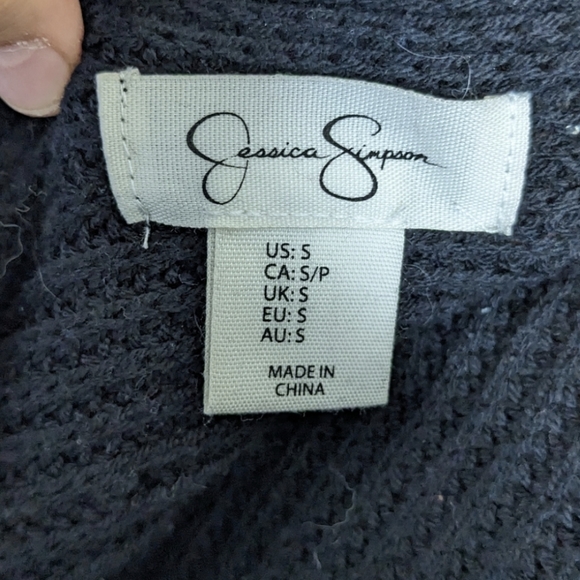 Jessica Simpson
US: S
CA: S/P
UK: S
EU: S
AU: S
MADE IN
CHINA